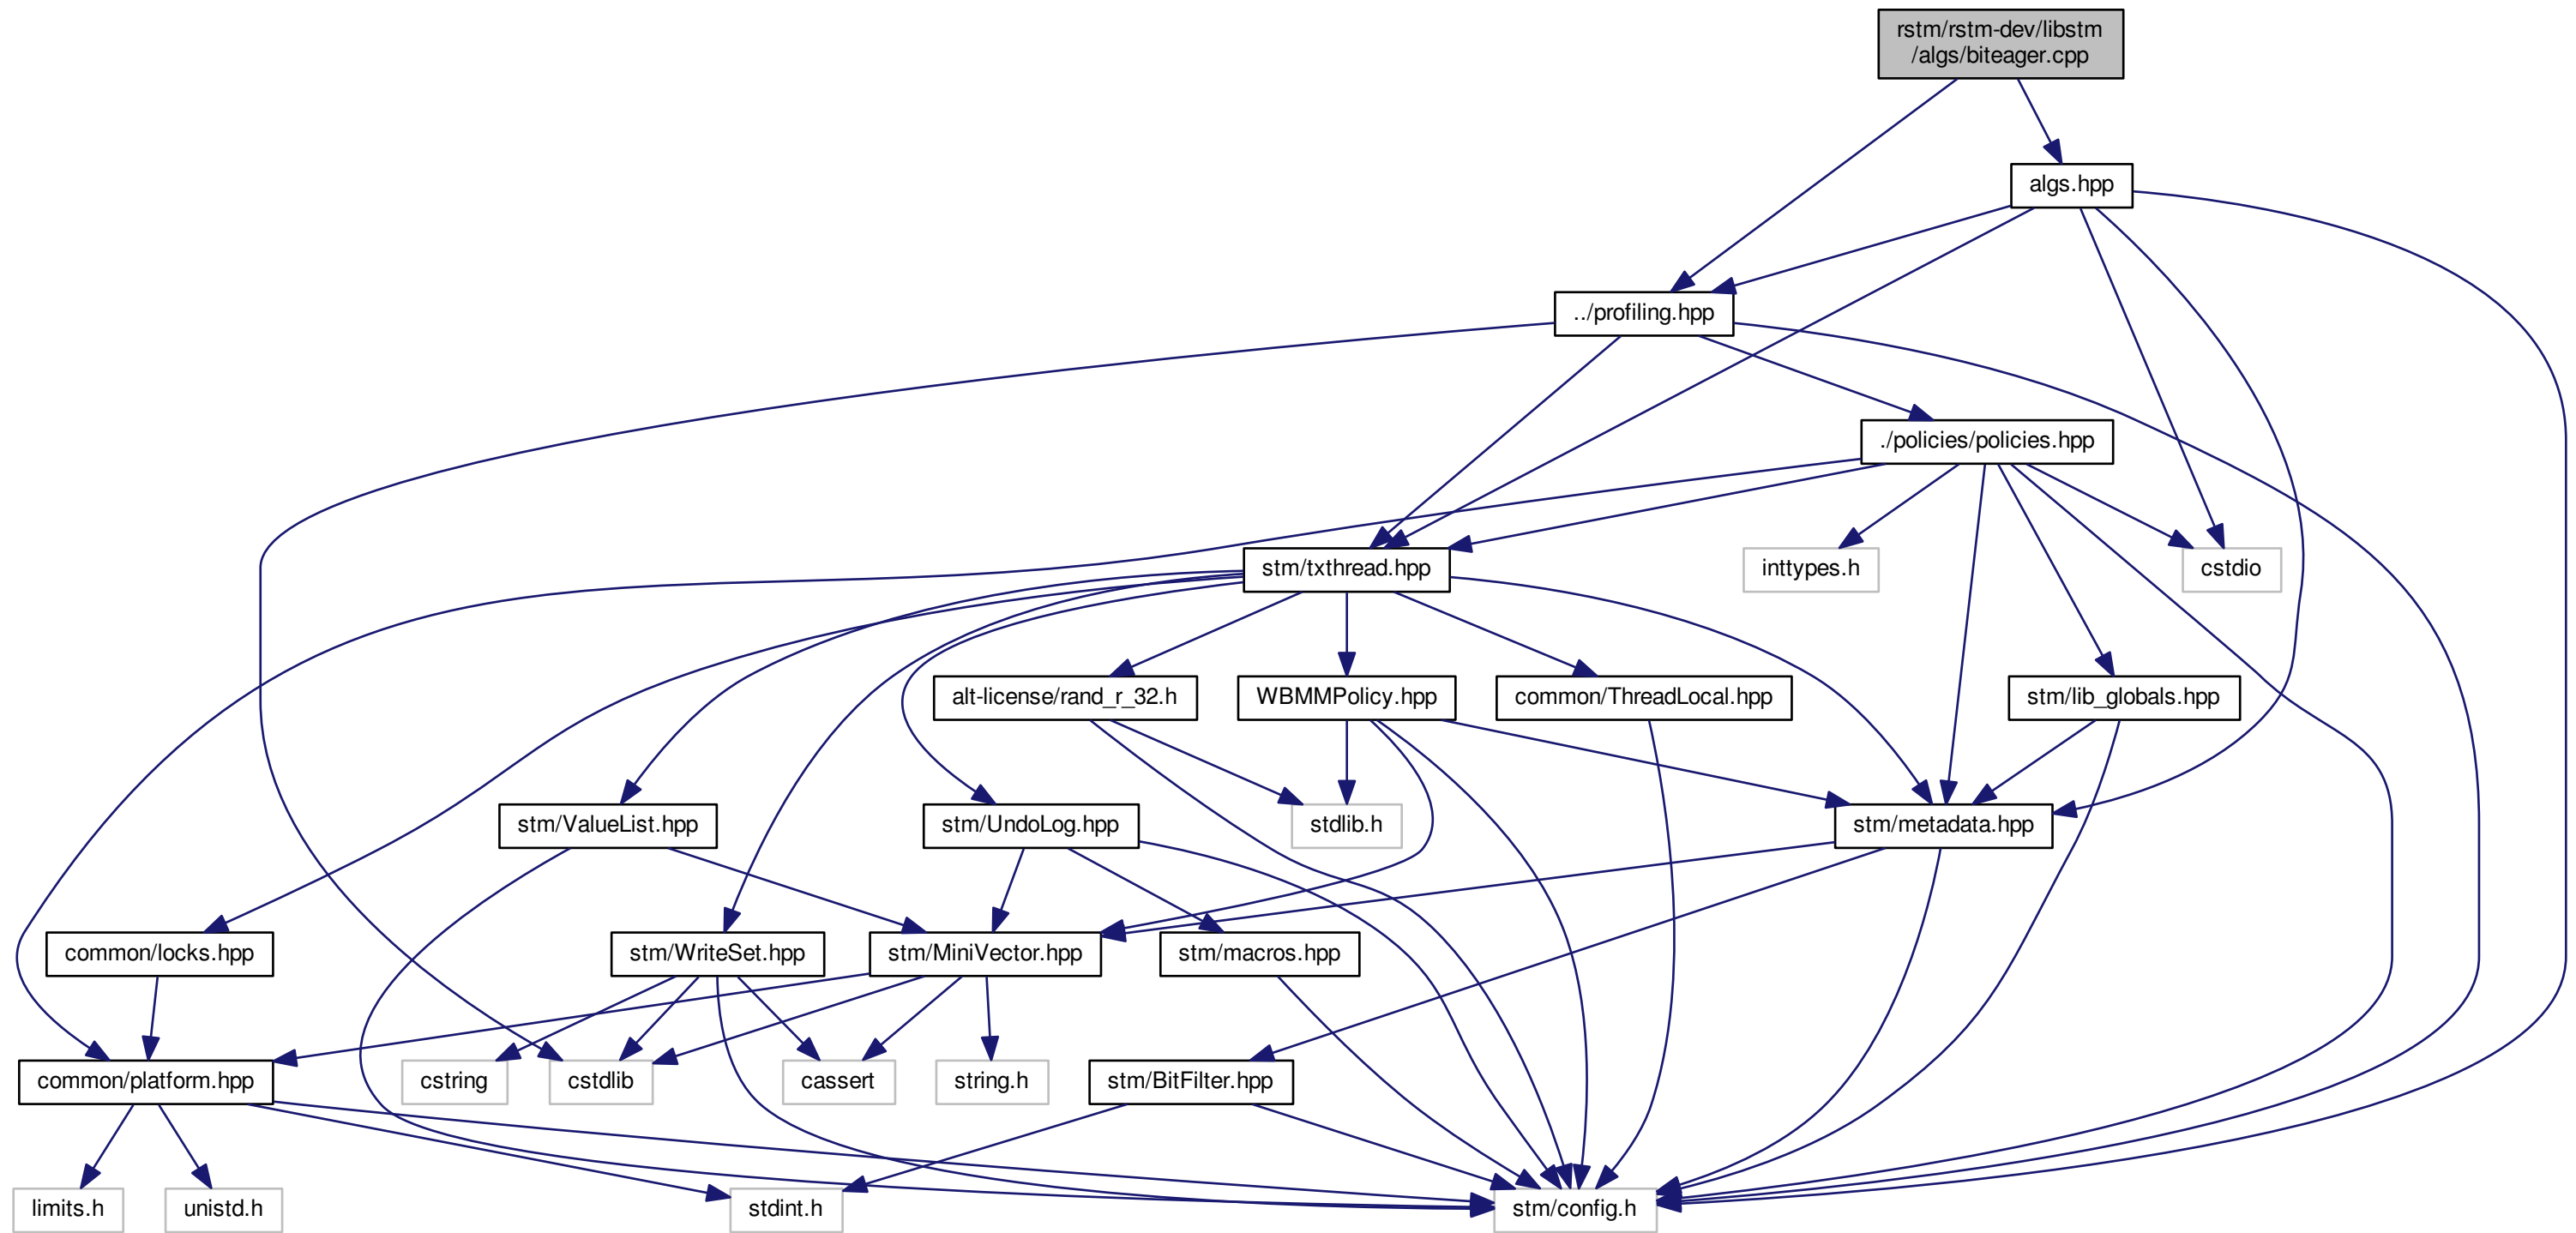 rstm/rstm-dev/libstm
/algs/biteager.cpp
algs.hpp
../profiling.hpp
./policies/policies.hpp
stm/txthread.hpp
inttypes.h
cstdio
alt-license/rand_r_32.h
WBMMPolicy.hpp
common/ThreadLocal.hpp
stm/lib_globals.hpp
stm/ValueList.hpp
stm/UndoLog.hpp
stdlib.h
stm/metadata.hpp
common/locks.hpp
stm/WriteSet.hpp
stm/MiniVector.hpp
stm/macros.hpp
common/platform.hpp
cstring
cstdlib
cassert
string.h
stm/BitFilter.hpp
limits.h
unistd.h
stdint.h
stm/config.h